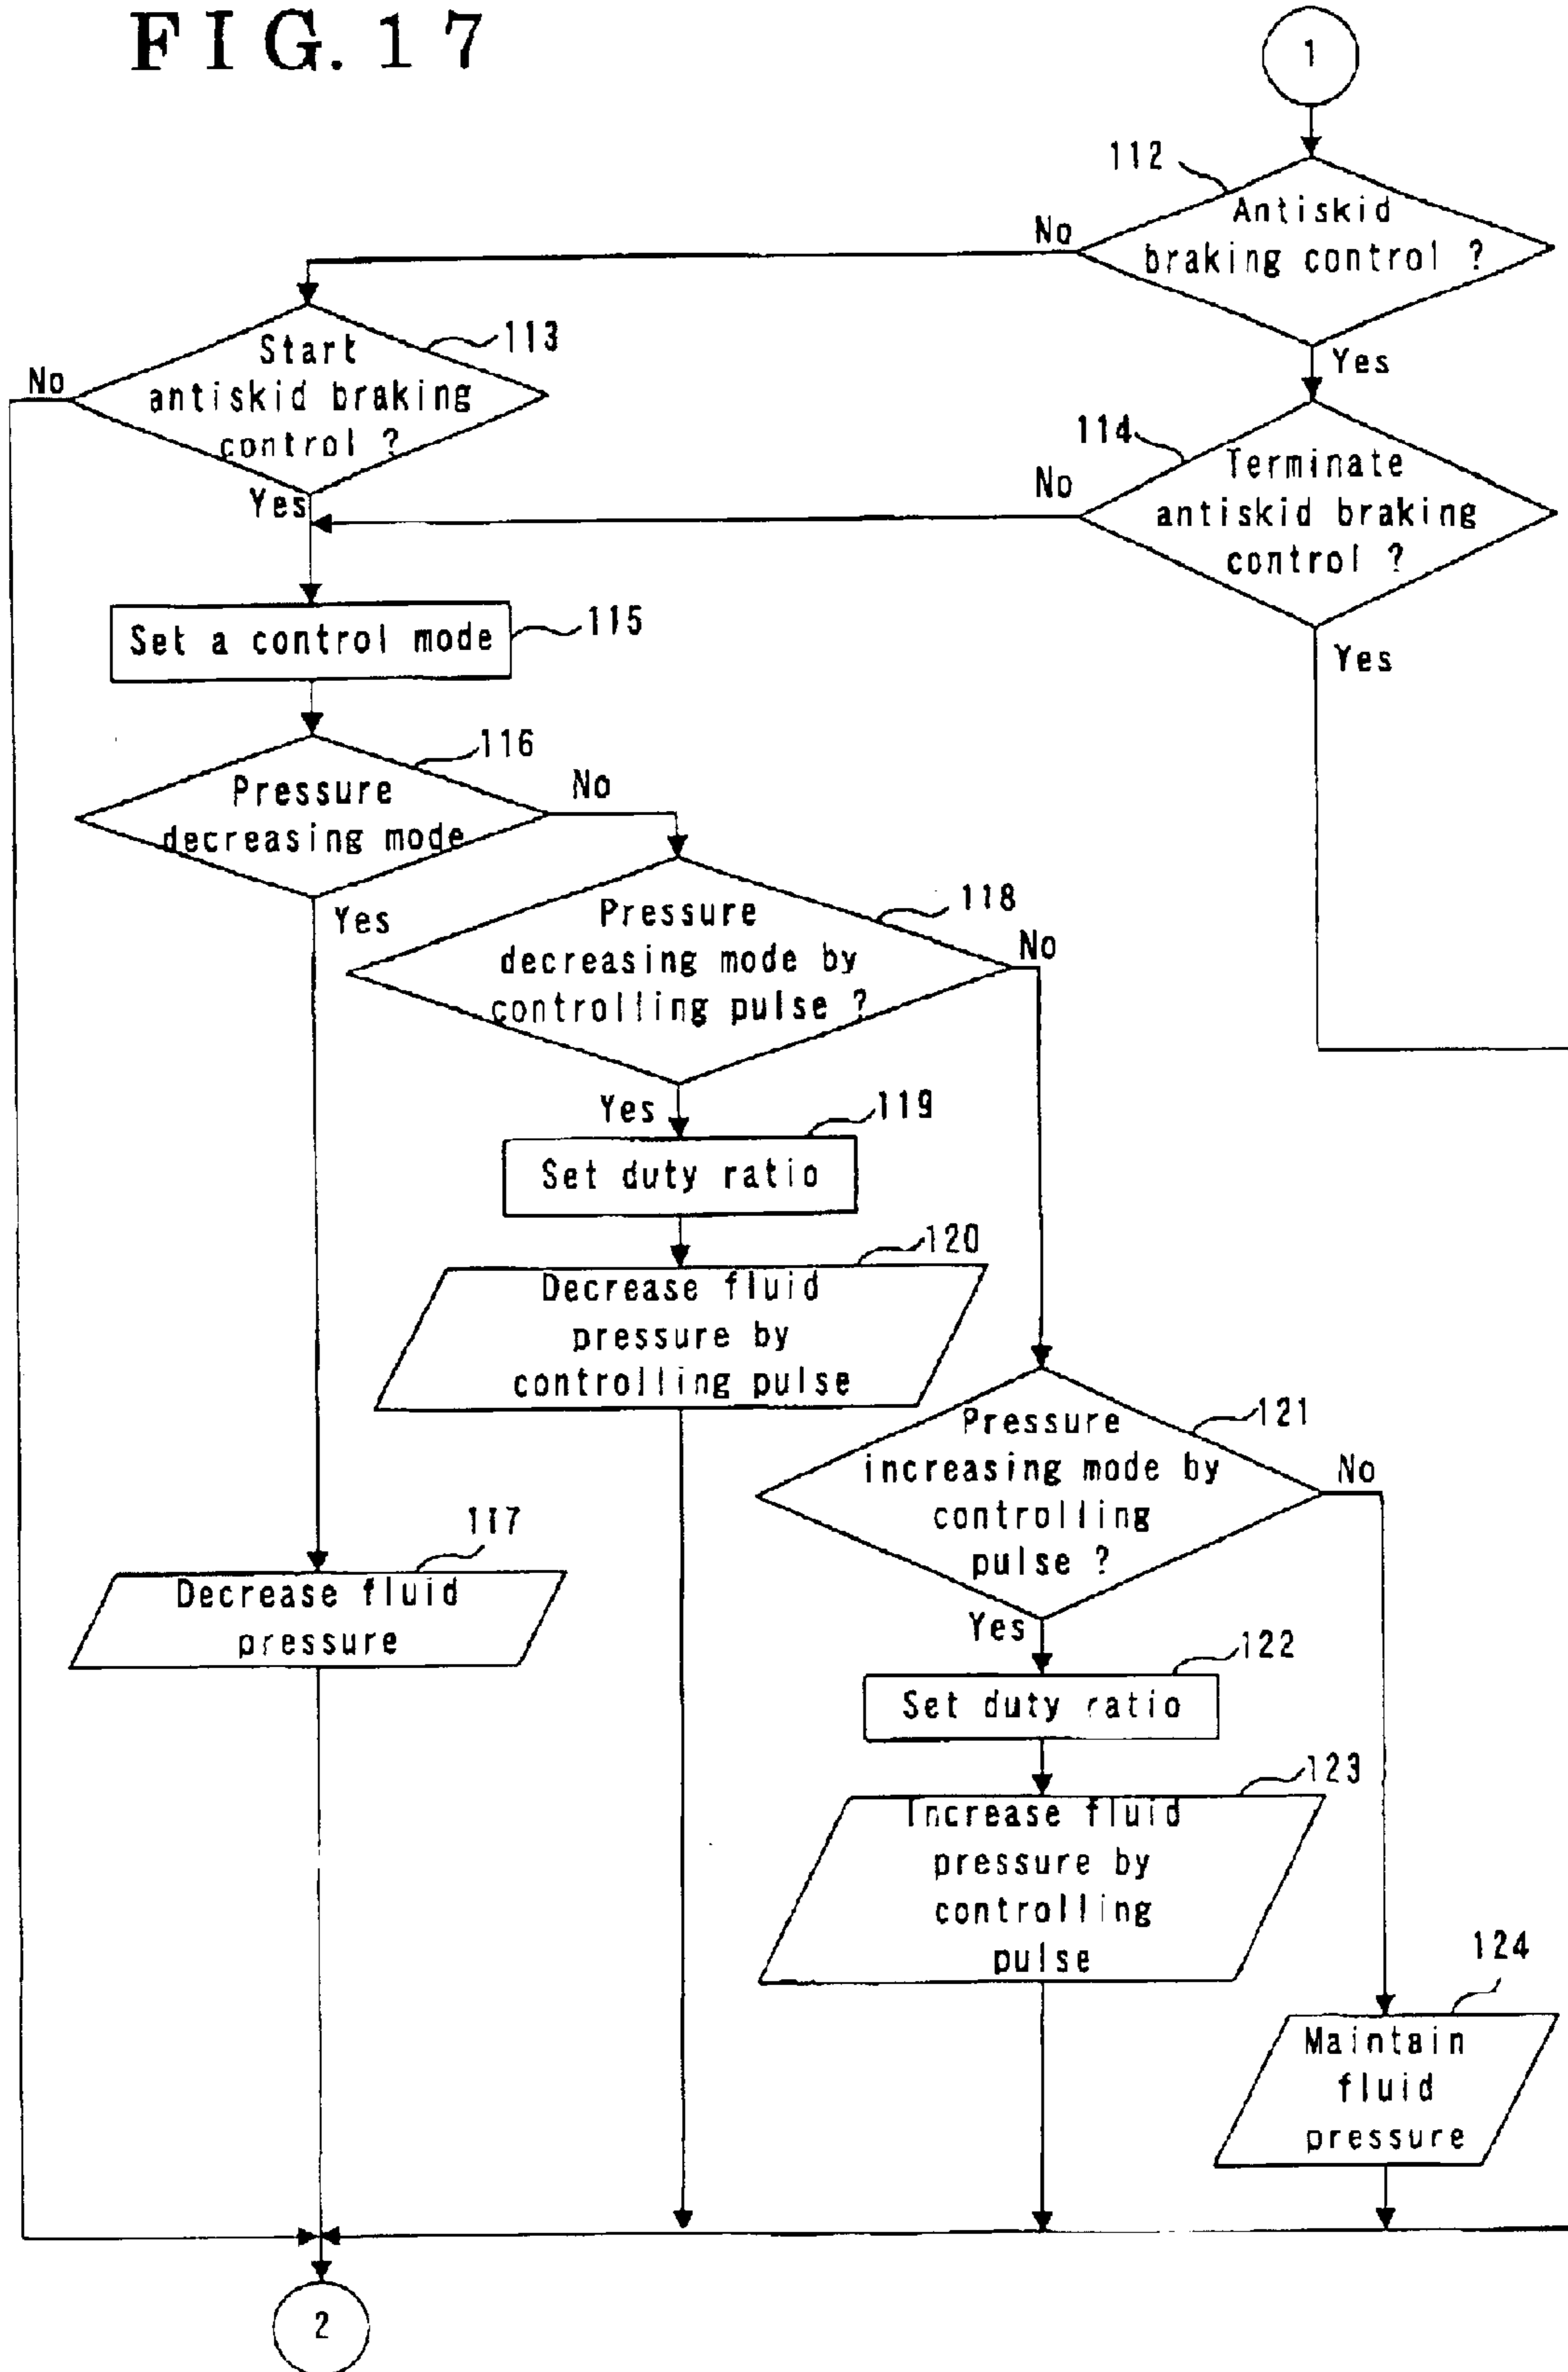 FIG. 17
1
112
Antiskid
braking control ?
No
Yes
113
Start
antiskid braking
control ?
No
Yes
114
Terminate
antiskid braking
control ?
No
Yes
Set a control mode
115
116
Pressure
decreasing mode
No
Yes
118
Pressure
decreasing mode by
controlling pulse ?
No
Yes
119
Set duty ratio
120
Decrease fluid
pressure by
controlling pulse
121
Pressure
increasing mode by
controlling
pulse ?
No
Yes
117
Decrease fluid
pressure
122
Set duty ratio
123
Increase fluid
pressure by
controlling
pulse
124
Maintain
fluid
pressure
2